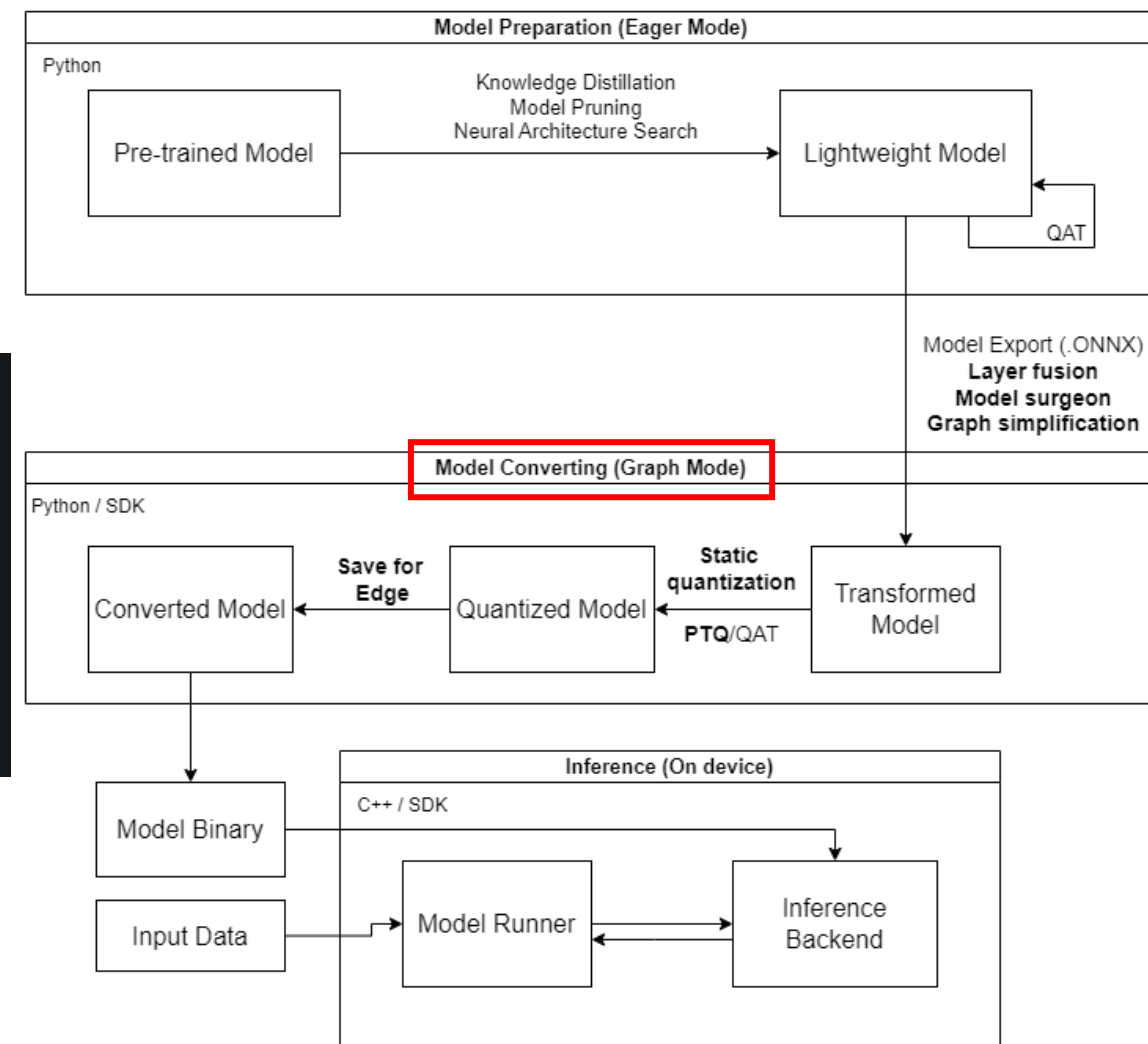 Model Preparation (Eager Mode)
Python
Pre-trained Model
Knowledge Distillation
Model Pruning
Neural Architecture Search
Lightweight Model
QAT
Model Export (.ONNX)
Layer fusion
Model surgeon
Graph simplification
Model Converting (Graph Mode)
Python / SDK
Converted Model
Save for
Edge
Quantized Model
Static
quantization
PTQ/QAT
Transformed
Model
Model Binary
Input Data
Inference (On device)
C++ / SDK
Model Runner
Inference
Backend